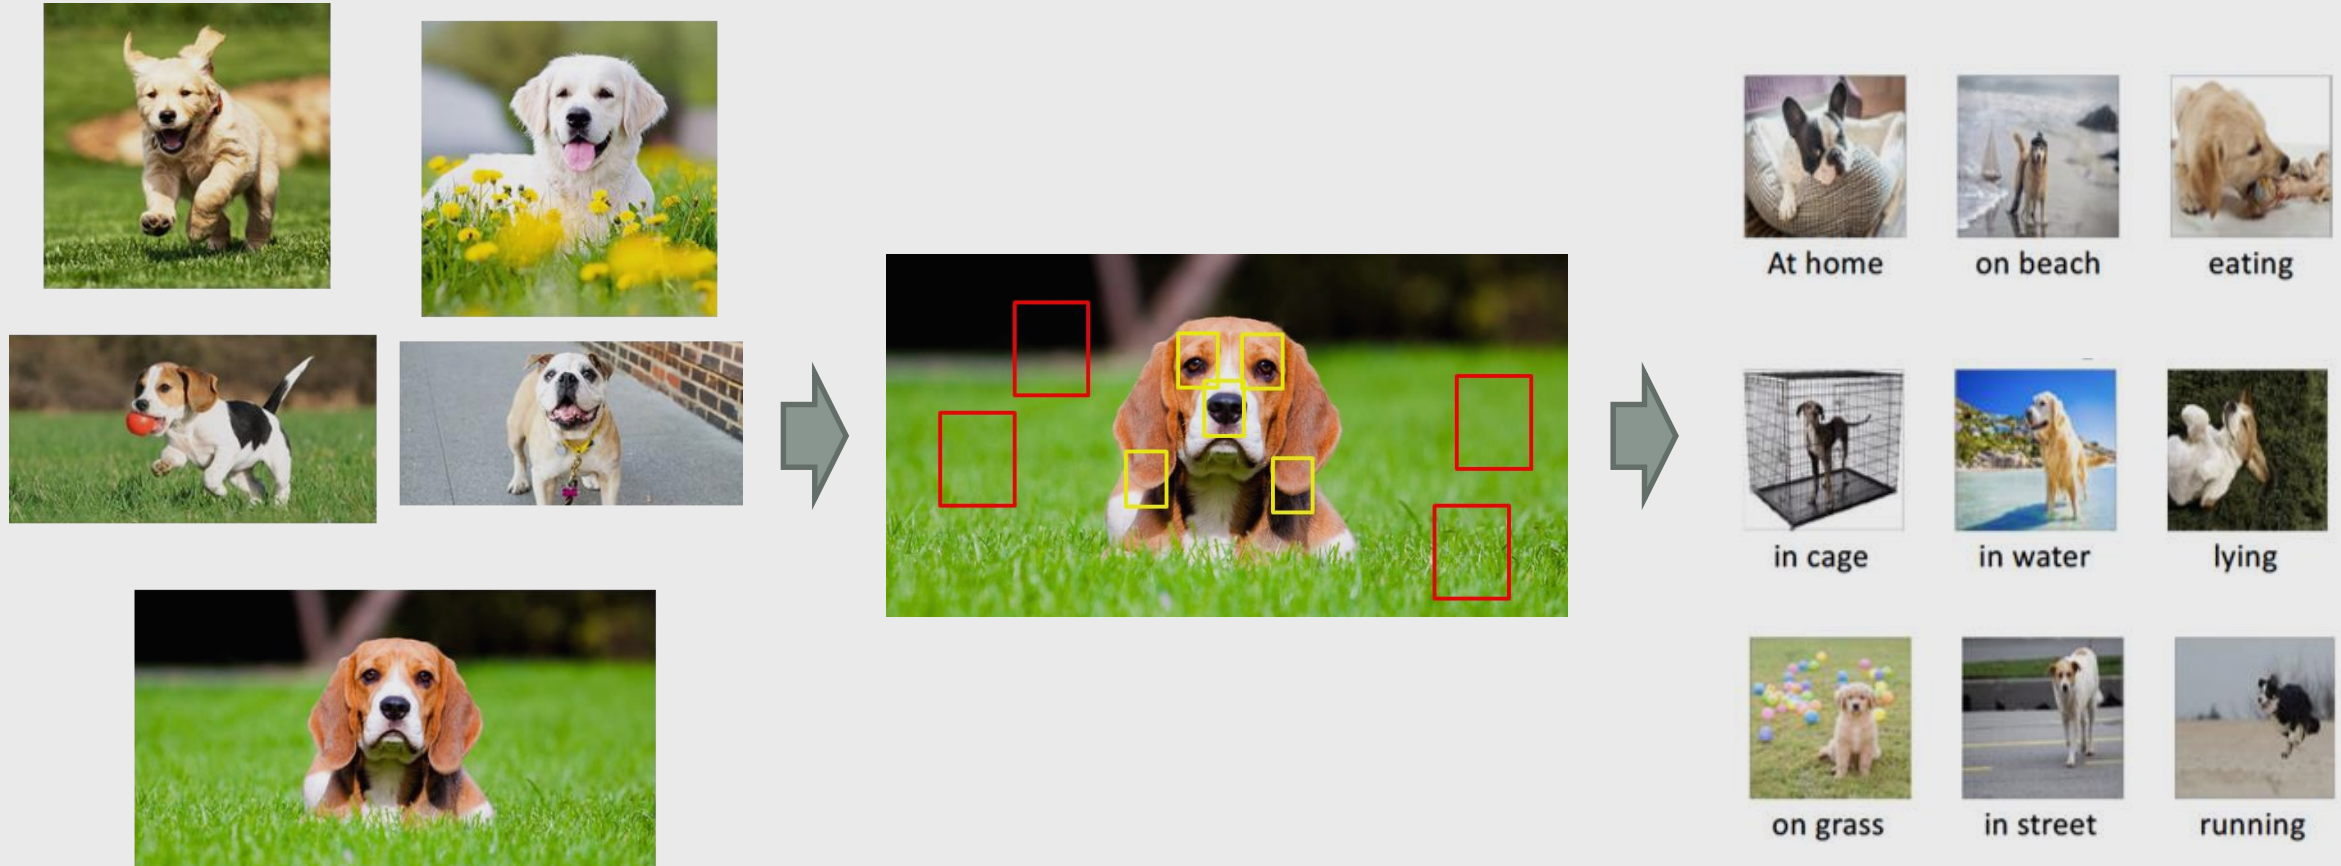 At home
on beach
eating
in cage
in water
lying
on grass
in street
running